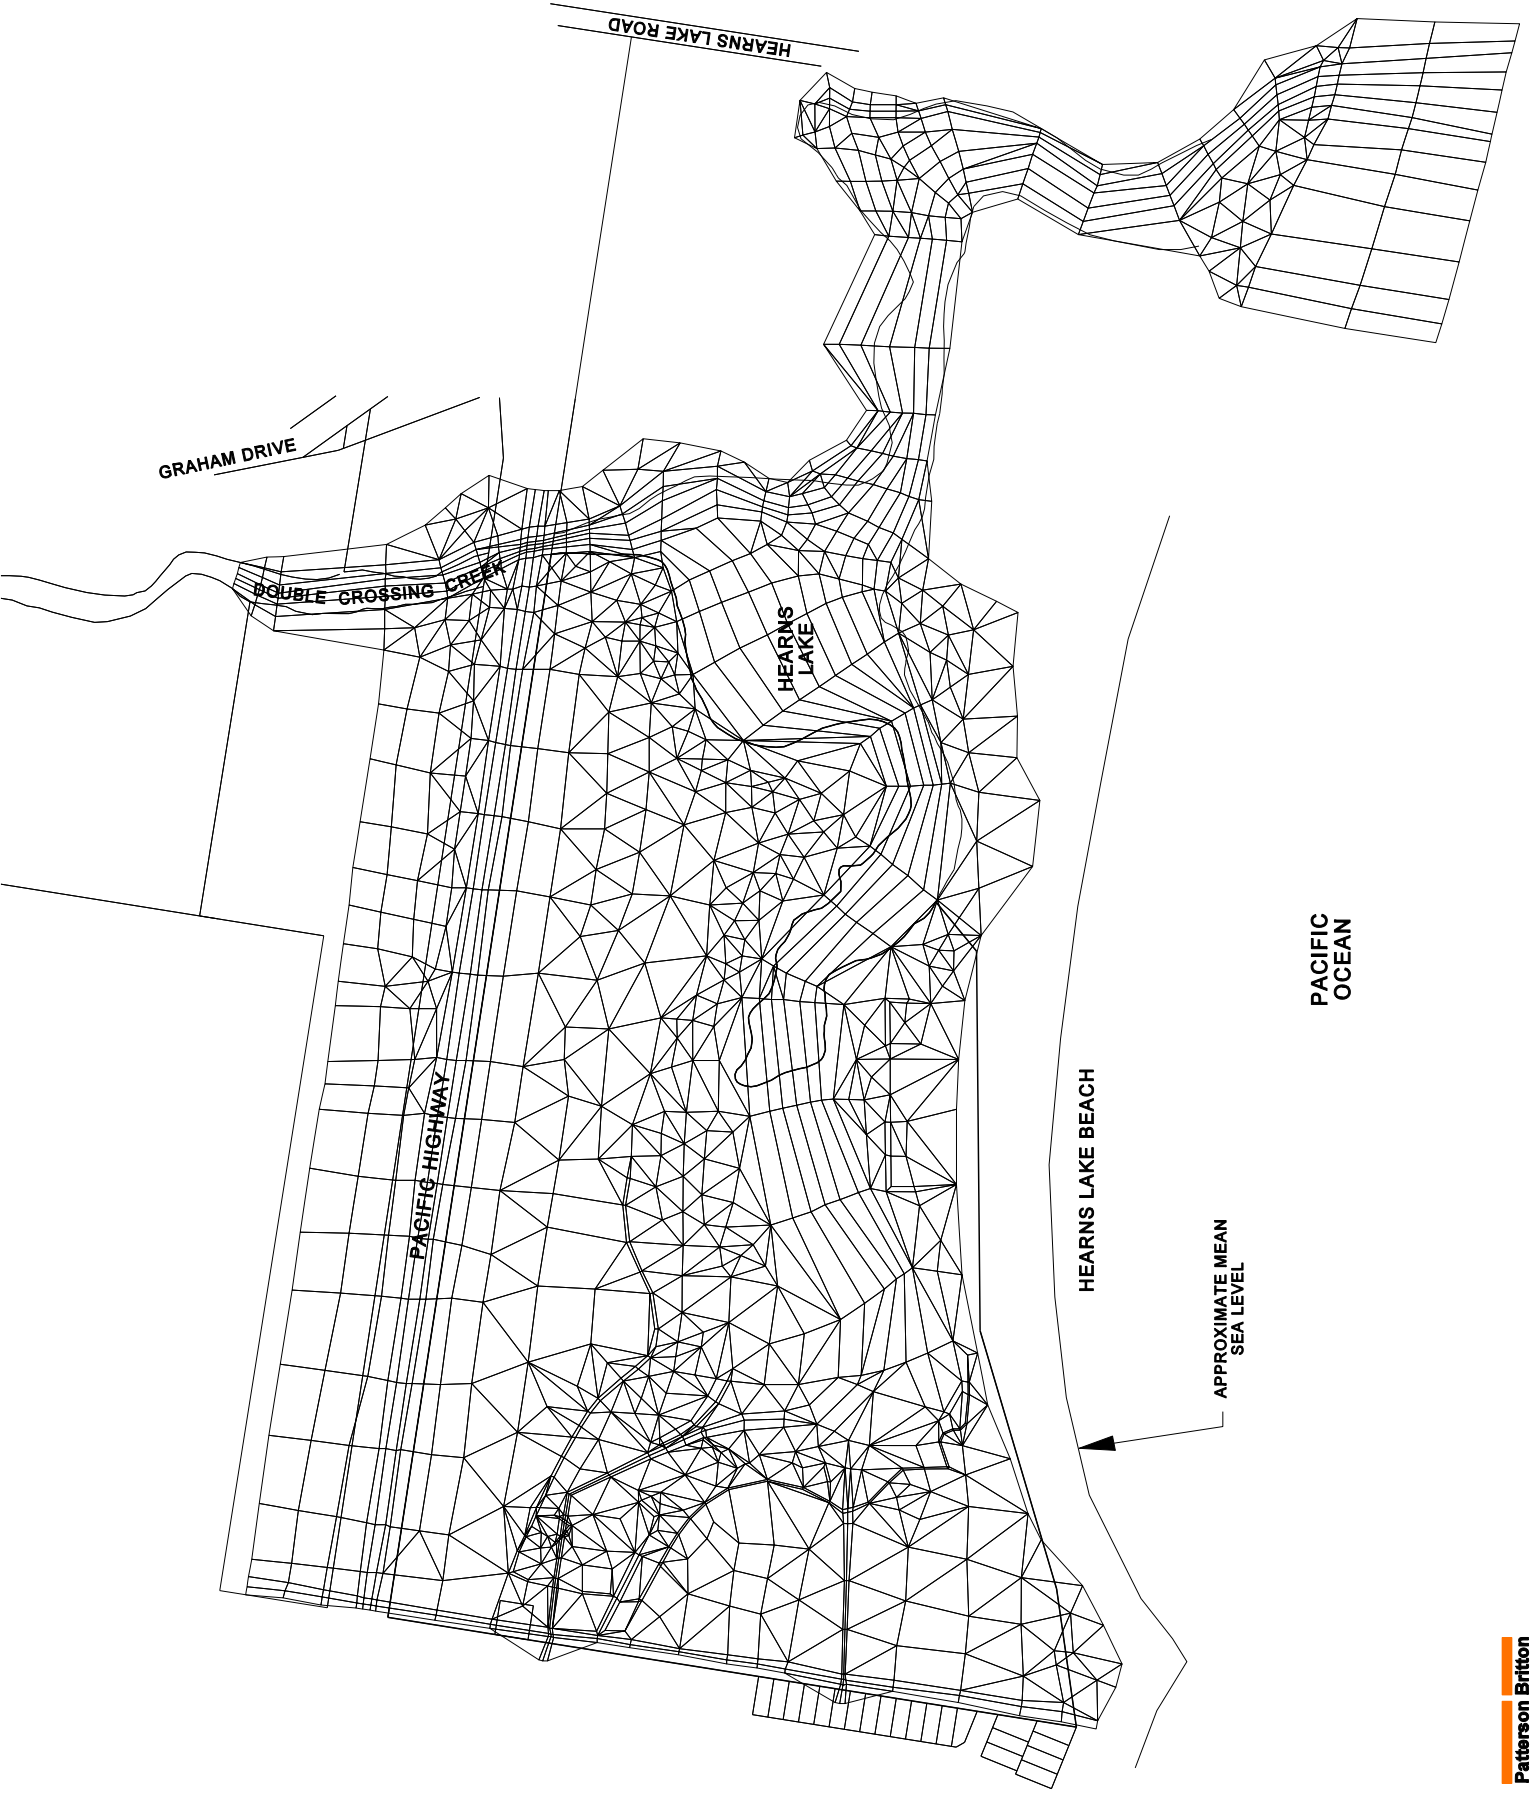 HEARNS LAKE ROAD
GRAHAM DRIVE
DOUBLE CROSSING CREEK
HEARNS
LAKE
PACIFIC
OCEAN
PACIFIC HIGHWAY
HEARNS LAKE BEACH
APPROXIMATE MEAN
SEA LEVEL
Patterson Britton